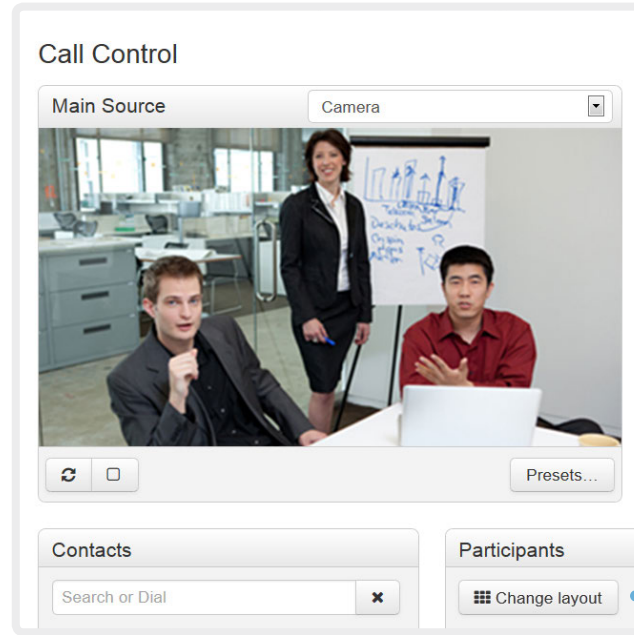 Call Control
Main Source
Camera
Presets...
Contacts
Participants
Search or Dial
Change layout